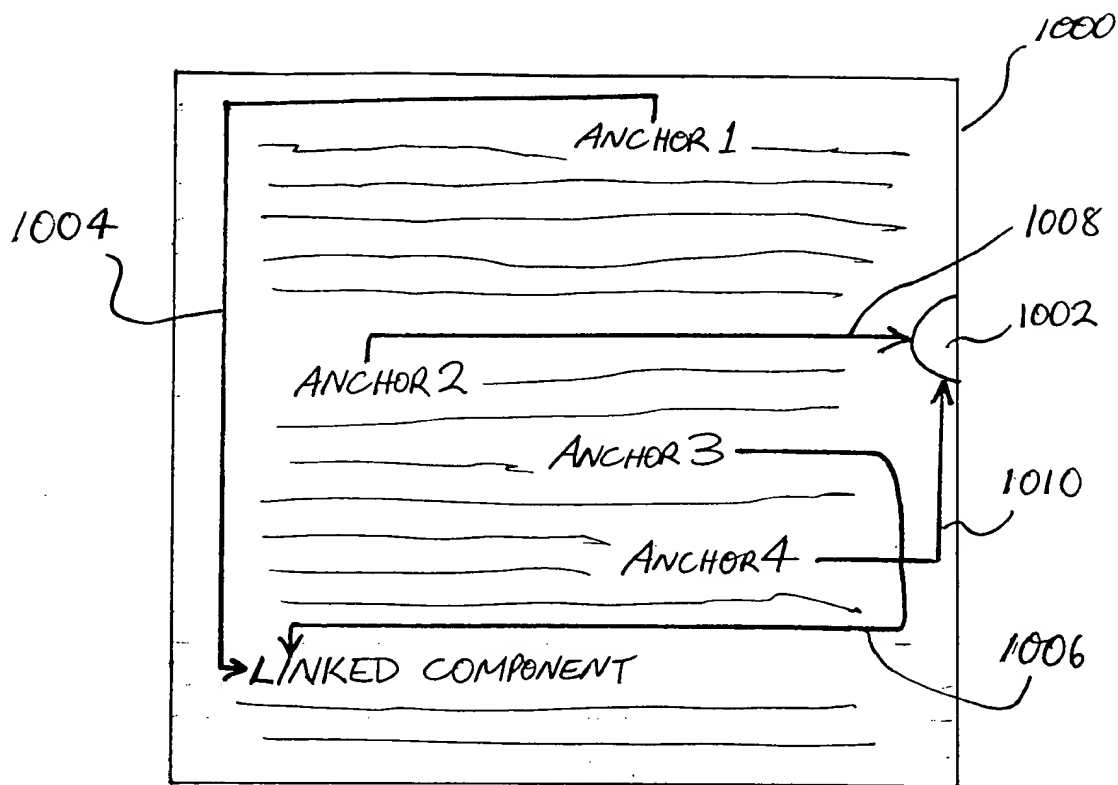 1000
ANCHOR 1
1004
1008
1002
ANCHOR 2
ANCHOR 3
1010
ANCHOR 4
1006
LINKED COMPONENT